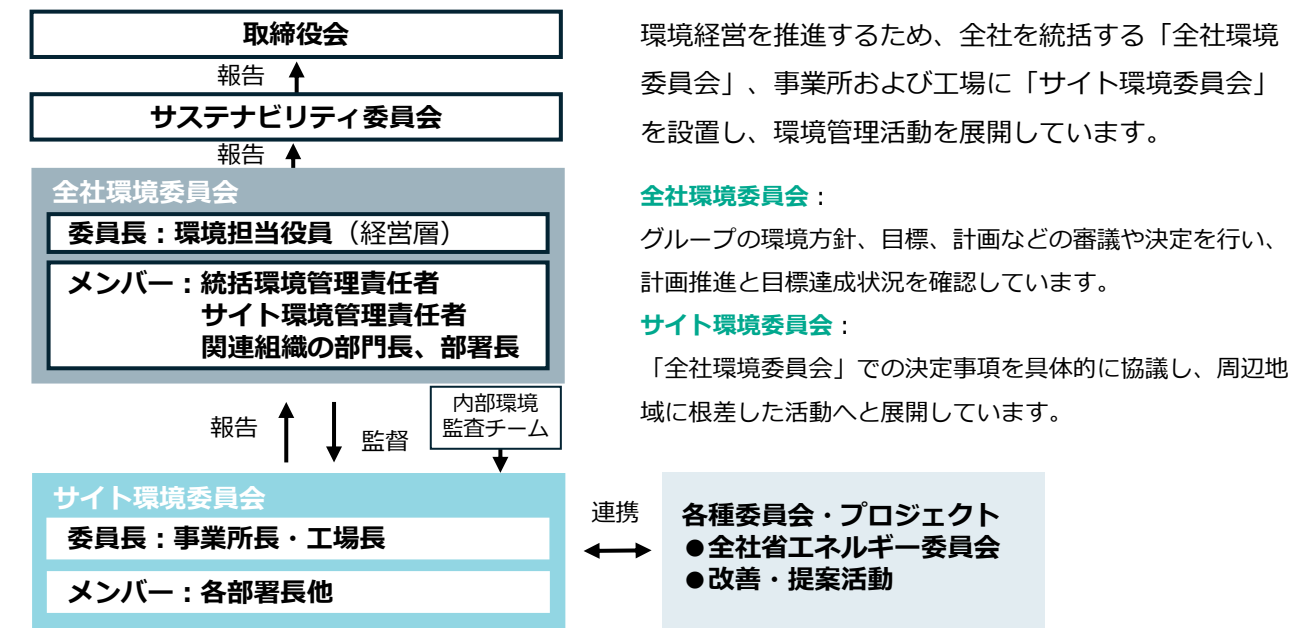 取締役会
報告
サステナビリティ委員会
報告
全社環境委員会
委員長：環境担当役員（経営層）
メンバー：統括環境管理責任者
サイト環境管理責任者
関連組織の部門長、部署長
報告
監督
内部環境
監査チーム
サイト環境委員会
委員長：事業所長・工場長
メンバー：各部署長他
連携
各種委員会・プロジェクト
●全社省エネルギー委員会
●改善・提案活動
環境経営を推進するため、全社を統括する「全社環境
委員会」、事業所および工場に「サイト環境委員会」
を設置し、環境管理活動を展開しています。
全社環境委員会：
グループの環境方針、目標、計画などの審議や決定を行い、
計画推進と目標達成状況を確認しています。
サイト環境委員会：
「全社環境委員会」での決定事項を具体的に協議し、周辺地
域に根差した活動へと展開しています。